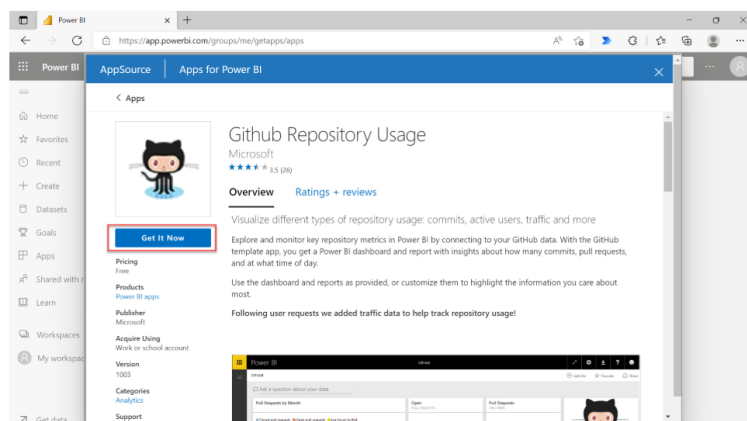 Power BI
https://app.powerbi.com/groups/me/getapps/apps
Power BI
AppSource
Apps for Power BI
Apps
Home
Favorites
Recent
Create
Datasets
Goals
Apps
Shared with
Learn
Workspaces
My workspac
Get data
Github Repository Usage
Microsoft
3.5 (26)
Overview
Ratings + reviews
Get It Now
Pricing
Free
Products
Power BI apps
Publisher
Microsoft
Acquire Using
Work or school account
Version
1003
Categories
Analytics
Support
Visualize different types of repository usage: commits, active users, traffic and more
Explore and monitor key repository metrics in Power BI by connecting to your GitHub data. With the GitHub
template app, you get a Power BI dashboard and report with insights about how many commits, pull requests,
and at what time of day.
Use the dashboard and reports as provided, or customize them to highlight the information you care about
most.
Following user requests we added traffic data to help track repository usage!
Power BI
GitHub
Ask a question about your data
Pull Requests by Month
Open
Pull Requests